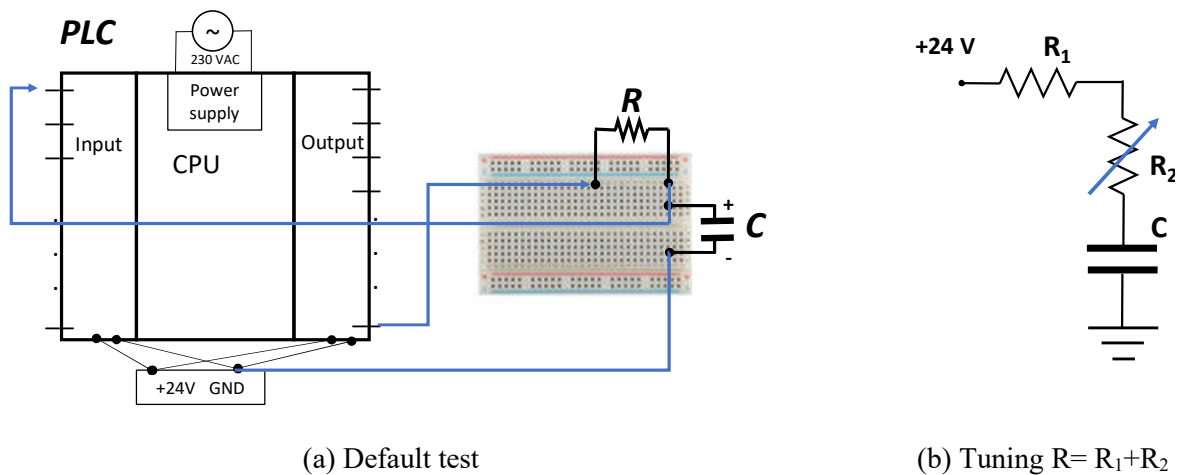 PLC
~
230 VAC
Power
supply
Input
Output
CPU
+24V GND
R
+
C
-
(a) Default test
+24 V
R1
R2
C
(b) Tuning R= R1+R2